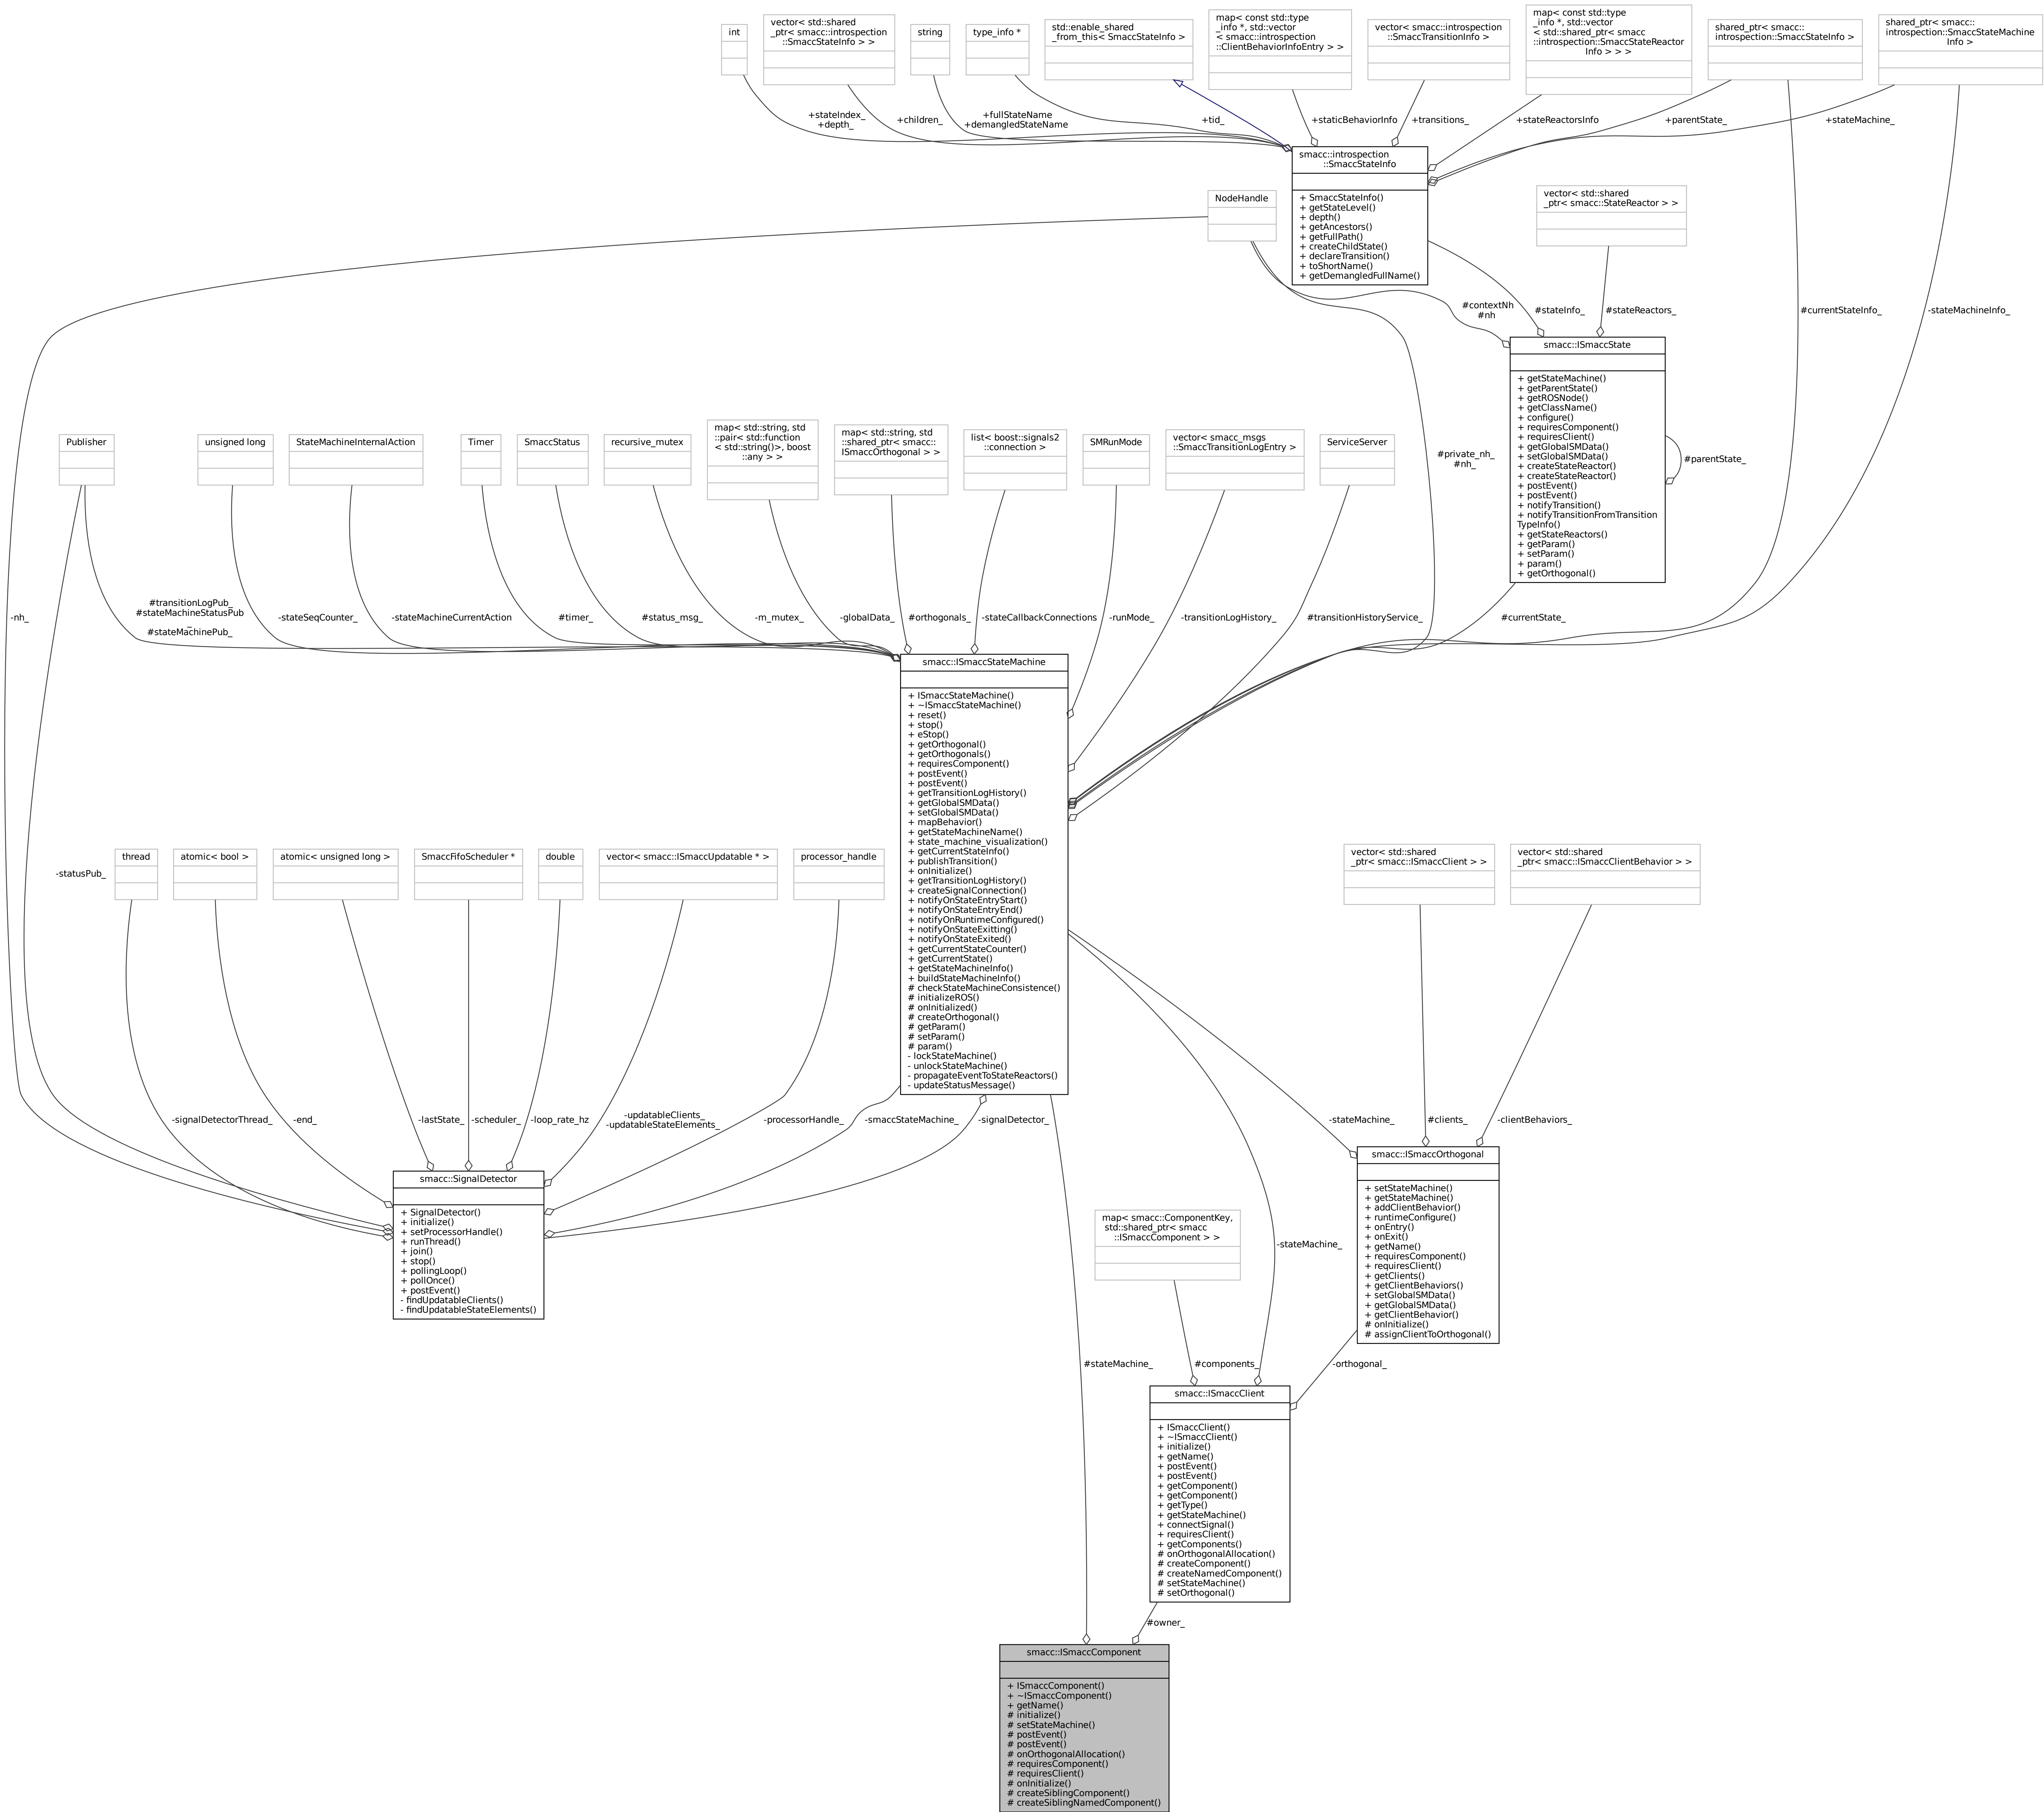 int
vector< std::shared
_ptr< smacc::introspection
::SmaccStateInfo > >
string
type_info *
std::enable_shared
_from_this< SmaccStateInfo >
map< const std::type
_info *, std::vector
< smacc::introspection
::ClientBehaviorInfoEntry > >
vector< smacc::introspection
::SmaccTransitionInfo >
map< const std::type
_info *, std::vector
< std::shared_ptr< smacc
::introspection::SmaccStateReactor
Info > > >
shared_ptr< smacc::
introspection::SmaccStateInfo >
shared_ptr< smacc::
introspection::SmaccStateMachine
Info >
+stateIndex_
+depth_
+children_
+fullStateName
+demangledStateName
+tid_
+staticBehaviorInfo
+transitions_
+stateReactorsInfo
+parentState_
+stateMachine_
smacc::introspection
::SmaccStateInfo
+ SmaccStateInfo()
+ getStateLevel()
+ depth()
+ getAncestors()
+ getFullPath()
+ createChildState()
+ declareTransition()
+ toShortName()
+ getDemangledFullName()
NodeHandle
vector< std::shared
_ptr< smacc::StateReactor > >
-nh_
#contextNh
#nh
#stateInfo_
#stateReactors_
#currentStateInfo_
-stateMachineInfo_
smacc::ISmaccState
+ getStateMachine()
+ getParentState()
+ getROSNode()
+ getClassName()
+ configure()
+ requiresComponent()
+ requiresClient()
+ getGlobalSMData()
+ setGlobalSMData()
+ createStateReactor()
+ createStateReactor()
+ postEvent()
+ postEvent()
+ notifyTransition()
+ notifyTransitionFromTransition
TypeInfo()
+ getStateReactors()
+ getParam()
+ setParam()
+ param()
+ getOrthogonal()
#parentState_
Publisher
unsigned long
StateMachineInternalAction
Timer
SmaccStatus
recursive_mutex
map< std::string, std
::pair< std::function
< std::string()>, boost
::any > >
map< std::string, std
::shared_ptr< smacc::
ISmaccOrthogonal > >
list< boost::signals2
::connection >
SMRunMode
vector< smacc_msgs
::SmaccTransitionLogEntry >
ServiceServer
#private_nh_
#nh_
#transitionLogPub_
#stateMachineStatusPub
_
#stateMachinePub_
-stateSeqCounter_
-stateMachineCurrentAction
#timer_
#status_msg_
-m_mutex_
-globalData_
#orthogonals_
-stateCallbackConnections
-runMode_
-transitionLogHistory_
#transitionHistoryService_
#currentState_
smacc::ISmaccStateMachine
+ ISmaccStateMachine()
+ ~ISmaccStateMachine()
+ reset()
+ stop()
+ eStop()
+ getOrthogonal()
+ getOrthogonals()
+ requiresComponent()
+ postEvent()
+ postEvent()
+ getTransitionLogHistory()
+ getGlobalSMData()
+ setGlobalSMData()
+ mapBehavior()
+ getStateMachineName()
+ state_machine_visualization()
+ getCurrentStateInfo()
+ publishTransition()
+ onInitialize()
+ getTransitionLogHistory()
+ createSignalConnection()
+ notifyOnStateEntryStart()
+ notifyOnStateEntryEnd()
+ notifyOnRuntimeConfigured()
+ notifyOnStateExitting()
+ notifyOnStateExited()
+ getCurrentStateCounter()
+ getCurrentState()
+ getStateMachineInfo()
+ buildStateMachineInfo()
# checkStateMachineConsistence()
# initializeROS()
# onInitialized()
# createOrthogonal()
# getParam()
# setParam()
# param()
- lockStateMachine()
- unlockStateMachine()
- propagateEventToStateReactors()
- updateStatusMessage()
-statusPub_
thread
atomic< bool >
atomic< unsigned long >
SmaccFifoScheduler *
double
vector< smacc::ISmaccUpdatable * >
processor_handle
vector< std::shared
_ptr< smacc::ISmaccClient > >
vector< std::shared
_ptr< smacc::ISmaccClientBehavior > >
-signalDetectorThread_
-end_
-lastState_
-scheduler_
-loop_rate_hz
-updatableClients_
-updatableStateElements_
-processorHandle_
-smaccStateMachine_
-signalDetector_
-stateMachine_
#clients_
-clientBehaviors_
smacc::SignalDetector
+ SignalDetector()
+ initialize()
+ setProcessorHandle()
+ runThread()
+ join()
+ stop()
+ pollingLoop()
+ pollOnce()
+ postEvent()
- findUpdatableClients()
- findUpdatableStateElements()
smacc::ISmaccOrthogonal
+ setStateMachine()
+ getStateMachine()
+ addClientBehavior()
+ runtimeConfigure()
+ onEntry()
+ onExit()
+ getName()
+ requiresComponent()
+ requiresClient()
+ getClients()
+ getClientBehaviors()
+ setGlobalSMData()
+ getGlobalSMData()
+ getClientBehavior()
# onInitialize()
# assignClientToOrthogonal()
map< smacc::ComponentKey,
std::shared_ptr< smacc
::ISmaccComponent > >
-stateMachine_
#stateMachine_
#components_
-orthogonal_
smacc::ISmaccClient
+ ISmaccClient()
+ ~ISmaccClient()
+ initialize()
+ getName()
+ postEvent()
+ postEvent()
+ getComponent()
+ getComponent()
+ getType()
+ getStateMachine()
+ connectSignal()
+ requiresClient()
+ getComponents()
# onOrthogonalAllocation()
# createComponent()
# createNamedComponent()
# setStateMachine()
# setOrthogonal()
#owner_
smacc::ISmaccComponent
+ ISmaccComponent()
+ ~ISmaccComponent()
+ getName()
# initialize()
# setStateMachine()
# postEvent()
# postEvent()
# onOrthogonalAllocation()
# requiresComponent()
# requiresClient()
# onInitialize()
# createSiblingComponent()
# createSiblingNamedComponent()